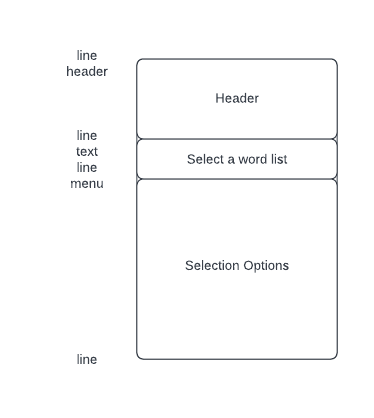 line
header
Header
line
text
line
menu
Select a word list
Selection Options
line